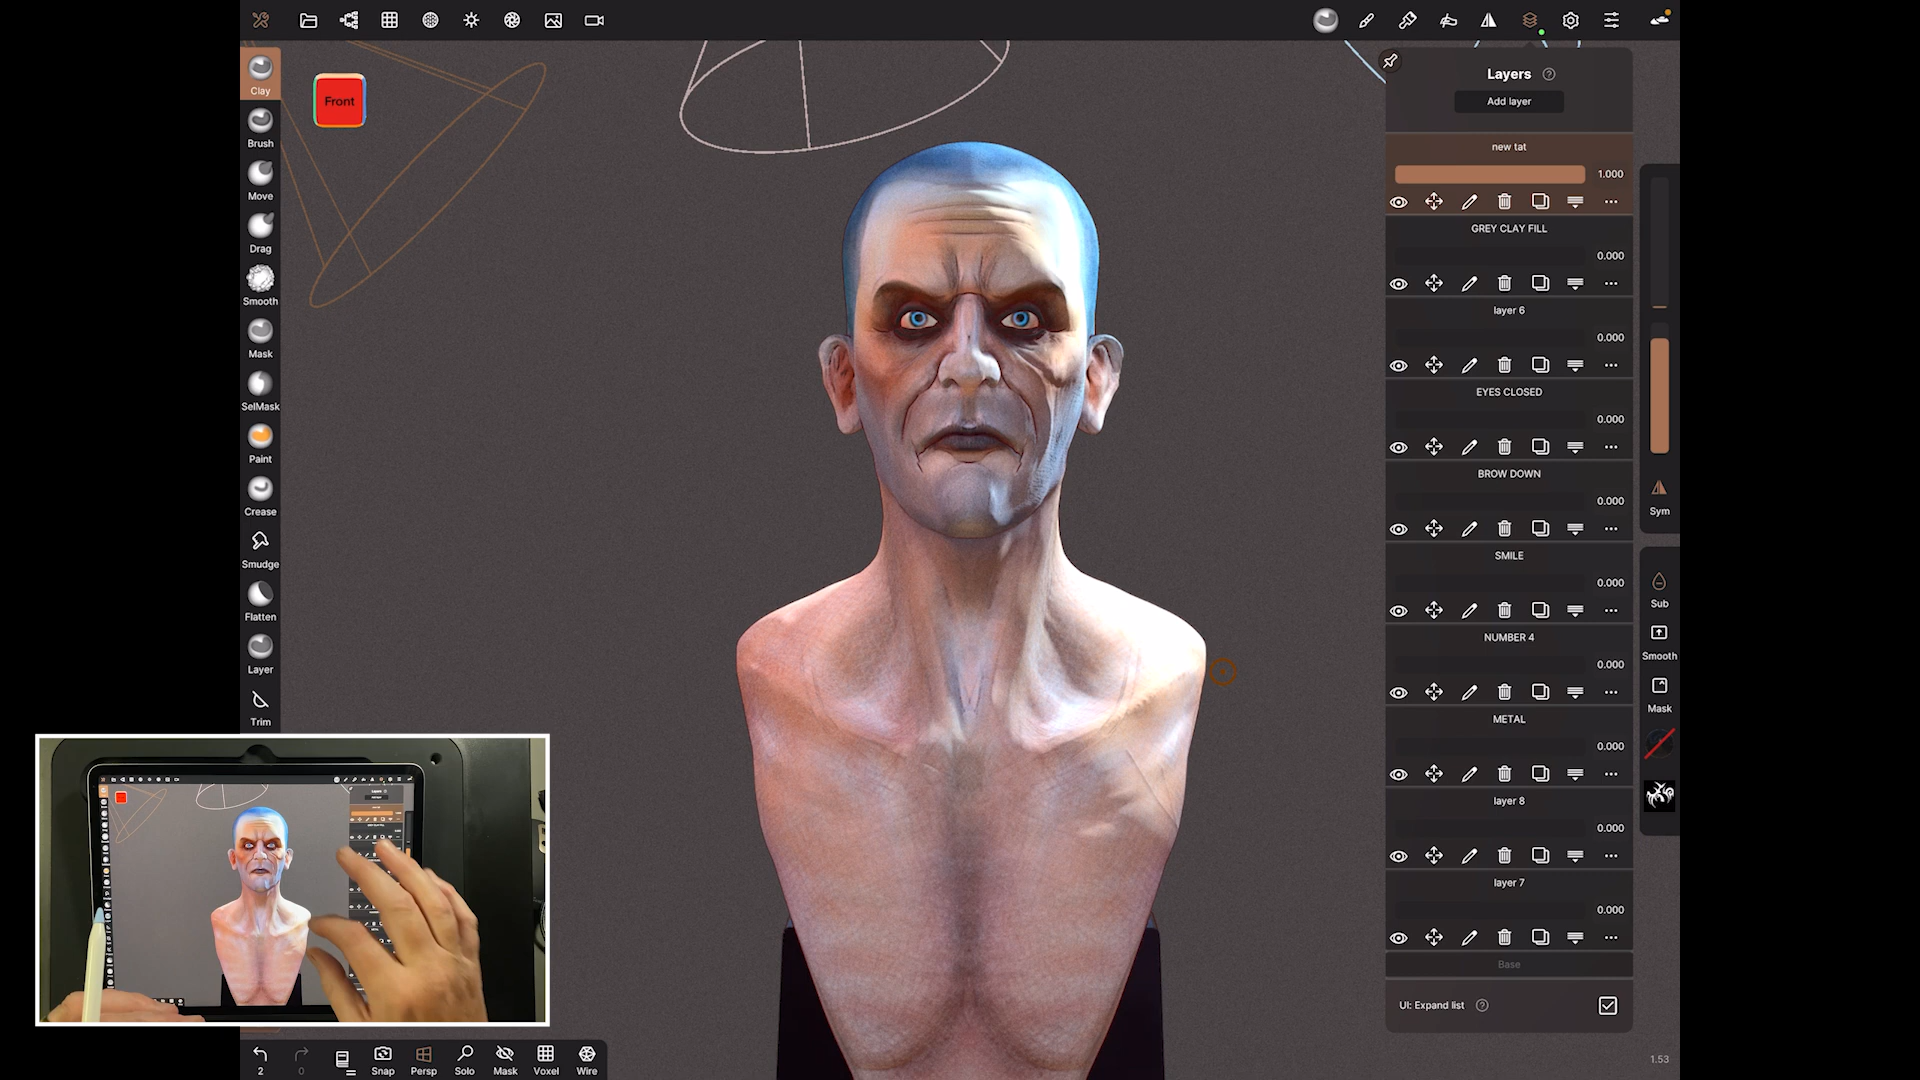 Front
Clay
Brush
Move
Drag
Smooth
Mask
SelMask
Paint
Crease
Smudge
Flatten
Layer
Trim
2
0
Snap
Persp
Solo
Mask
Voxel
Wire
Layers
Add layer
new tat
1.000
GREY CLAY FILL
0.000
layer 6
0.000
EYES CLOSED
0.000
BROW DOWN
0.000
SMILE
0.000
NUMBER 4
0.000
METAL
0.000
layer 8
0.000
layer 7
0.000
Base
UI: Expand list
Sym
Sub
Smooth
Mask
1.53